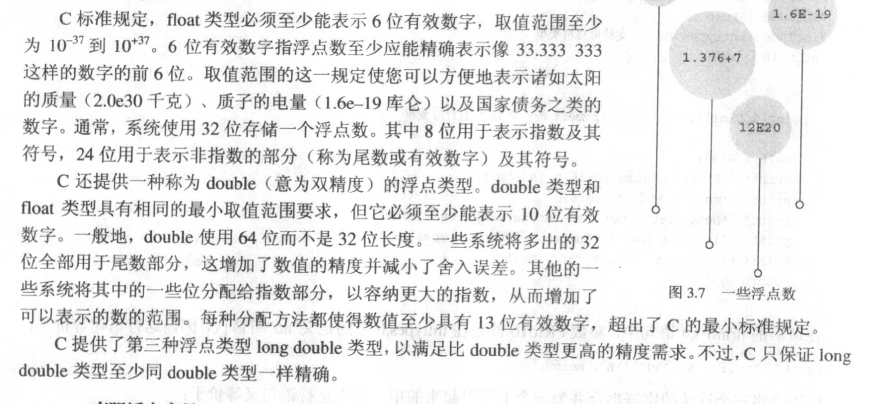 C 标准规定，float 类型必须至少能表示 6 位有效数字，取值范围至少
为 10⁻³⁷ 到 10⁺³⁷。6 位有效数字指浮点数至少应能精确表示像 33.333 333
这样的数字的前 6 位。取值范围的这一规定使您可以方便地表示诸如太阳
的质量（2.0e30 千克）、质子的电量（1.6e–19 库仑）以及国家债务之类的
数字。通常，系统使用 32 位存储一个浮点数。其中 8 位用于表示指数及其
符号，24 位用于表示非指数的部分（称为尾数或有效数字）及其符号。
C 还提供一种称为 double（意为双精度）的浮点类型。double 类型和
float 类型具有相同的最小取值范围要求，但它必须至少能表示 10 位有效
数字。一般地，double 使用 64 位而不是 32 位长度。一些系统将多出的 32
位全部用于尾数部分，这增加了数值的精度并减小了舍入误差。其他的一
些系统将其中的一些位分配给指数部分，以容纳更大的指数，从而增加了
可以表示的数的范围。每种分配方法都使得数值至少具有 13 位有效数字，超出了 C 的最小标准规定。
C 提供了第三种浮点类型 long double 类型，以满足比 double 类型更高的精度需求。不过，C 只保证 long
double 类型至少同 double 类型一样精确。
1.6E-19
1.376+7
12E20
图 3.7 一些浮点数